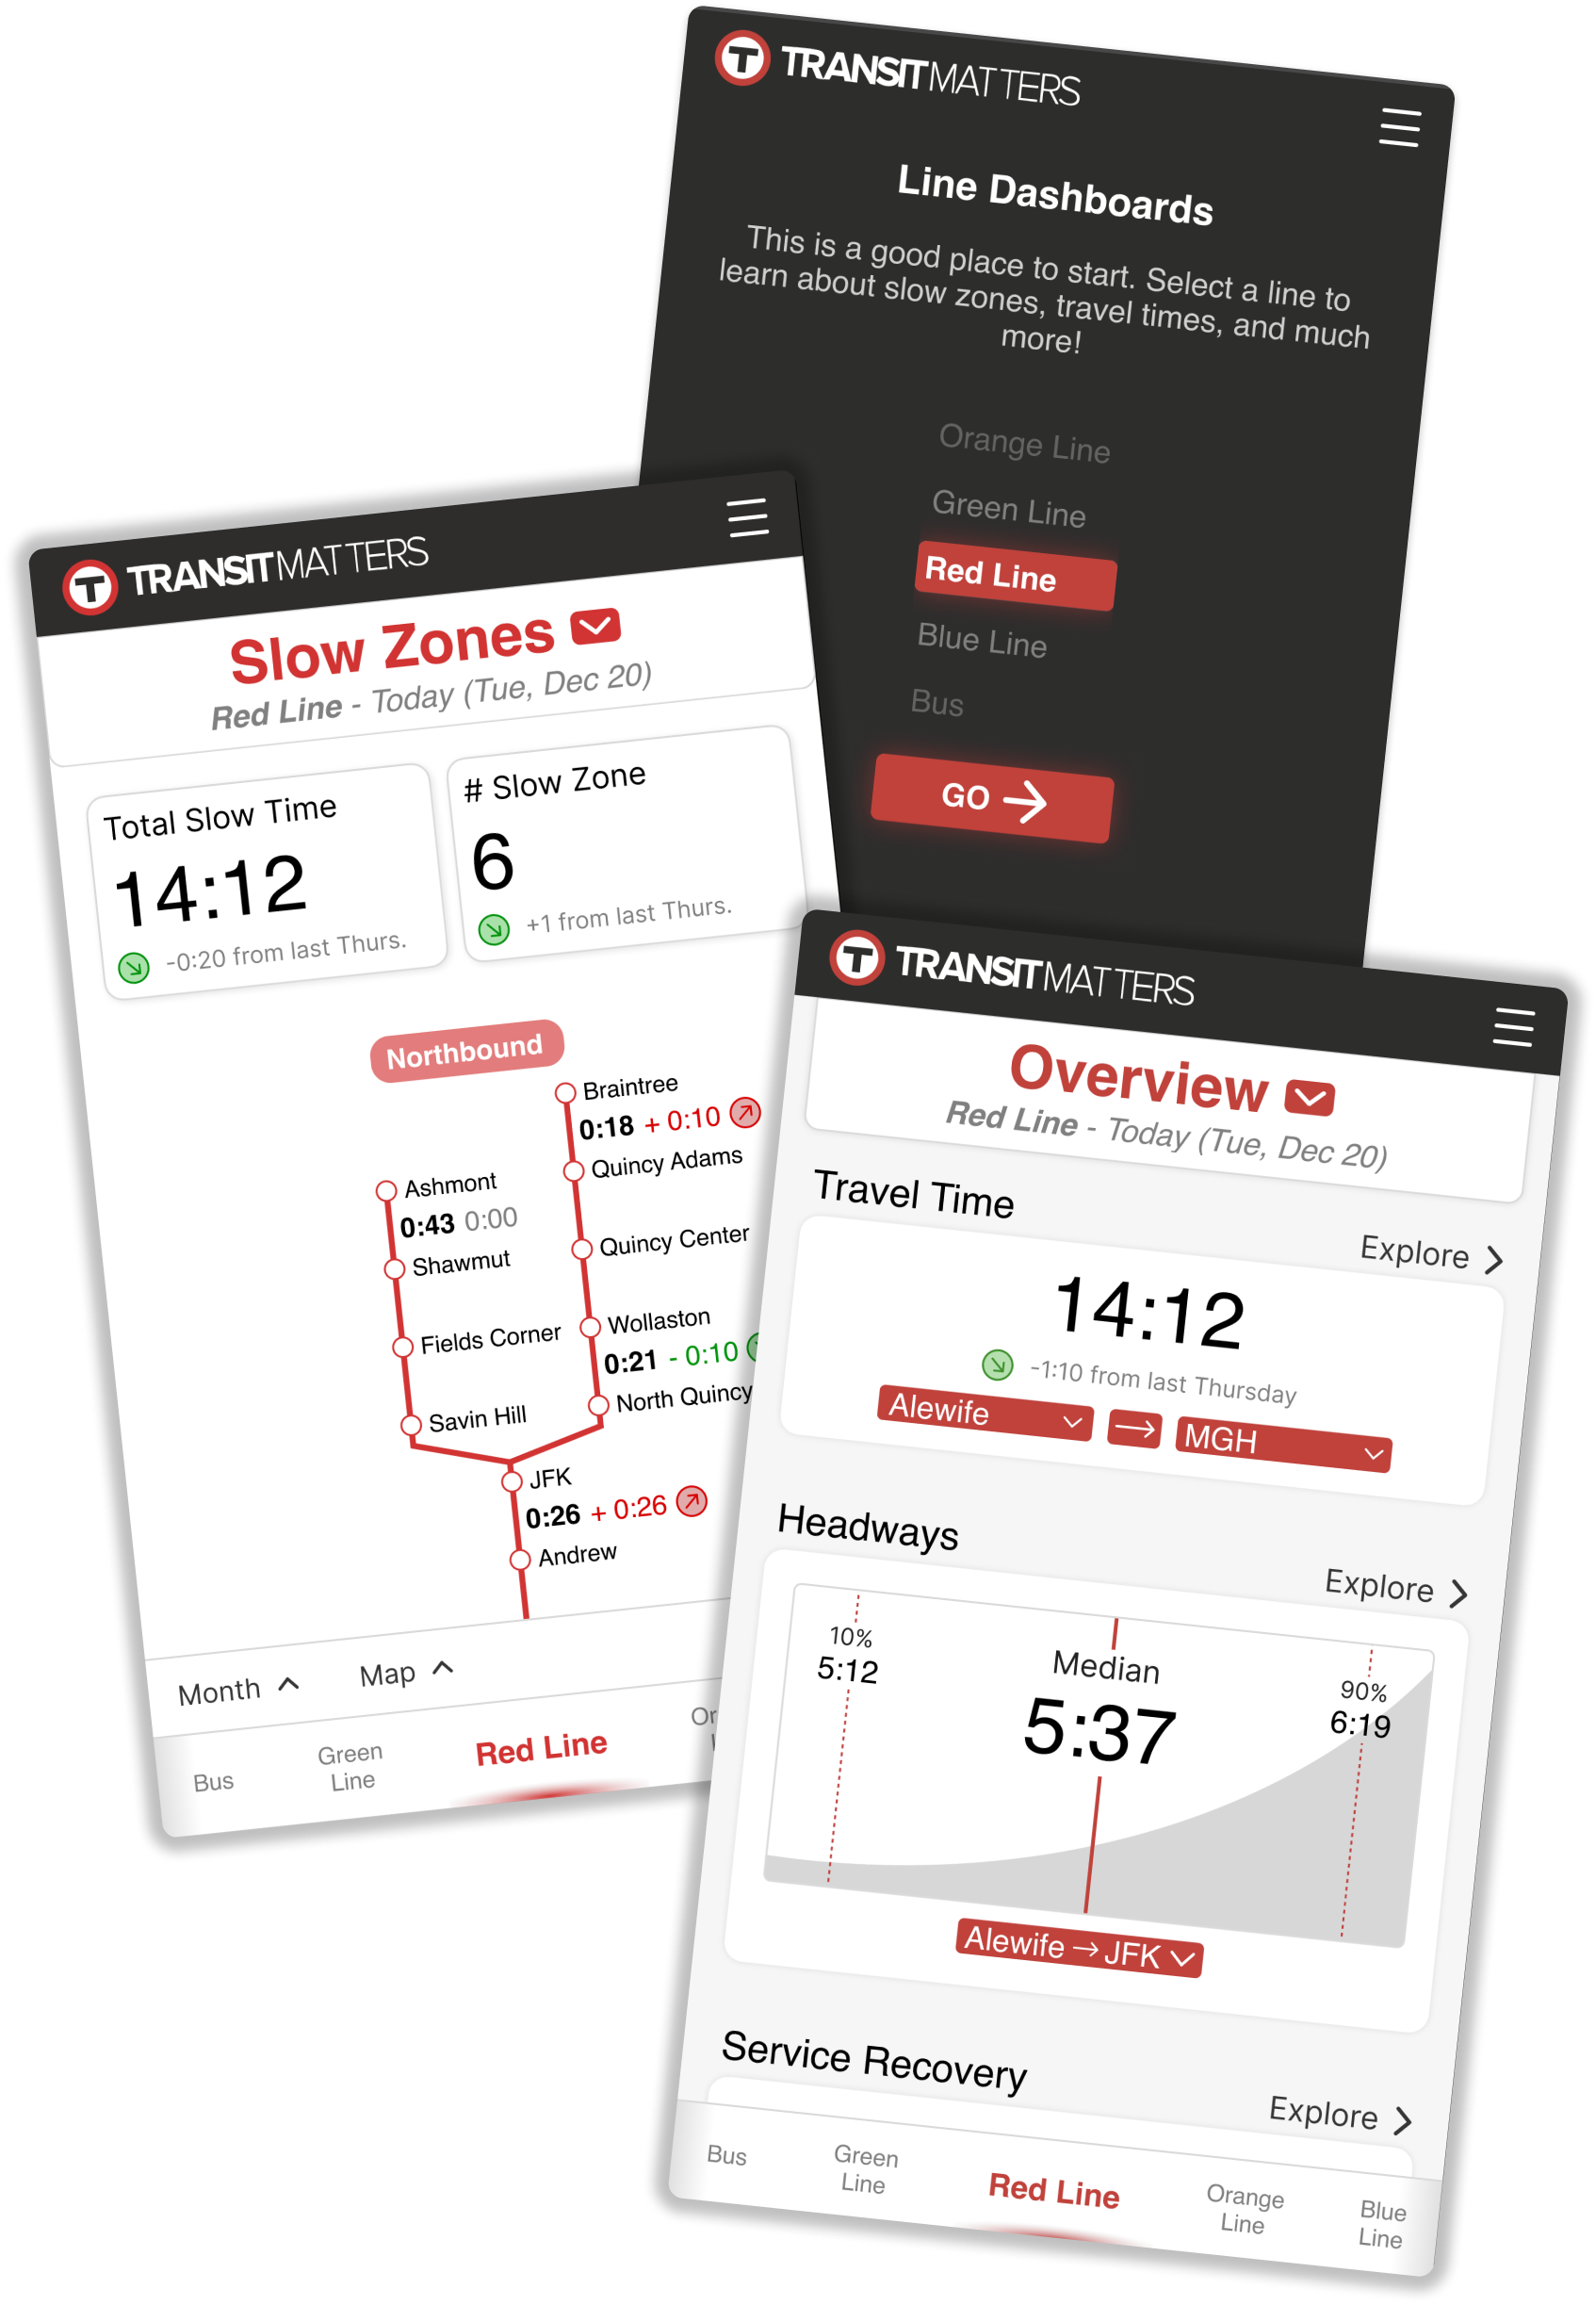 TRANSITMATTERS
Line Dashboards
This is a good place to start. Select a line to
learn about slow zones, travel times, and much
more!
Orange Line
Green Line
Red Line
Blue Line
Bus
GO
TRANSITMATTERS
Slow Zones
Red Line - Today (Tue, Dec 20)
Total Slow Time
14:12
-0:20 from last Thurs.
# Slow Zone
6
+1 from last Thurs.
Northbound
Braintree
0:18 + 0:10
Quincy Adams
Ashmont
0:43 0:00
Shawmut
Quincy Center
Fields Corner
Wollaston
0:21 - 0:10
North Quincy
Savin Hill
JFK
0:26 + 0:26
Andrew
Month
Map
Bus
Green
Line
Red Line
Or
TRANSITMATTERS
Overview
Red Line - Today (Tue, Dec 20)
Travel Time
Explore
14:12
-1:10 from last Thursday
Alewife → MGH
Headways
Explore
10%
5:12
Median
5:37
90%
6:19
Alewife → JFK
Service Recovery
Explore
Bus
Green
Line
Red Line
Orange
Line
Blue
Line